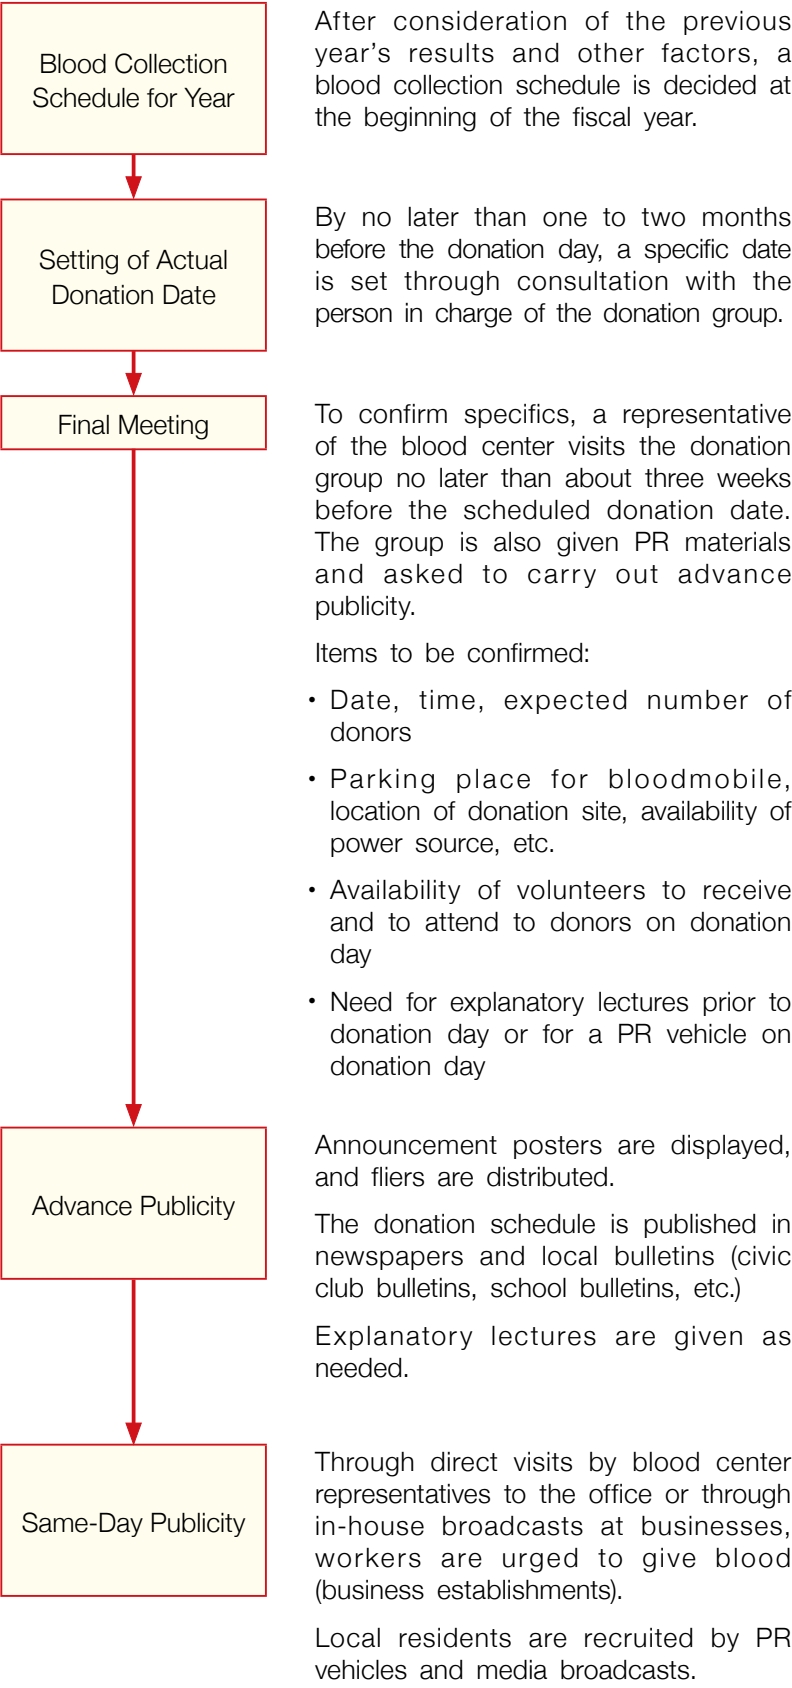 Blood Collection
Schedule for Year
After consideration of the previous
year's results and other factors, a
blood collection schedule is decided at
the beginning of the fiscal year.
Setting of Actual
Donation Date
By no later than one to two months
before the donation day, a specific date
is set through consultation with the
person in charge of the donation group.
Final Meeting
To confirm specifics, a representative
of the blood center visits the donation
group no later than about three weeks
before the scheduled donation date.
The group is also given PR materials
and asked to carry out advance
publicity.
Items to be confirmed:
・Date, time, expected number of
donors
・Parking place for bloodmobile,
location of donation site, availability of
power source, etc.
・Availability of volunteers to receive
and to attend to donors on donation
day
・Need for explanatory lectures prior to
donation day or for a PR vehicle on
donation day
Advance Publicity
Announcement posters are displayed,
and fliers are distributed.
The donation schedule is published in
newspapers and local bulletins (civic
club bulletins, school bulletins, etc.)
Explanatory lectures are given as
needed.
Same-Day Publicity
Through direct visits by blood center
representatives to the office or through
in-house broadcasts at businesses,
workers are urged to give blood
(business establishments).
Local residents are recruited by PR
vehicles and media broadcasts.